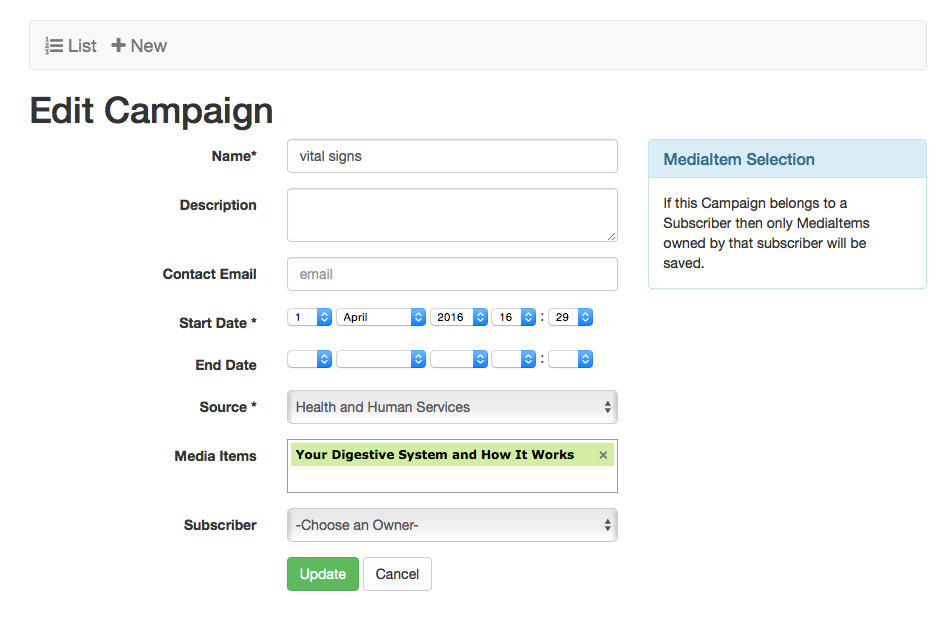 List New
Edit Campaign
Name* vital signs
Description
Contact Email email
Start Date * 1 April 2016 16 : 29
End Date :
Source * Health and Human Services
Media Items Your Digestive System and How It Works ×
Subscriber -Choose an Owner-
Update Cancel
MediaItem Selection
If this Campaign belongs to a
Subscriber then only MediaItems
owned by that subscriber will be
saved.